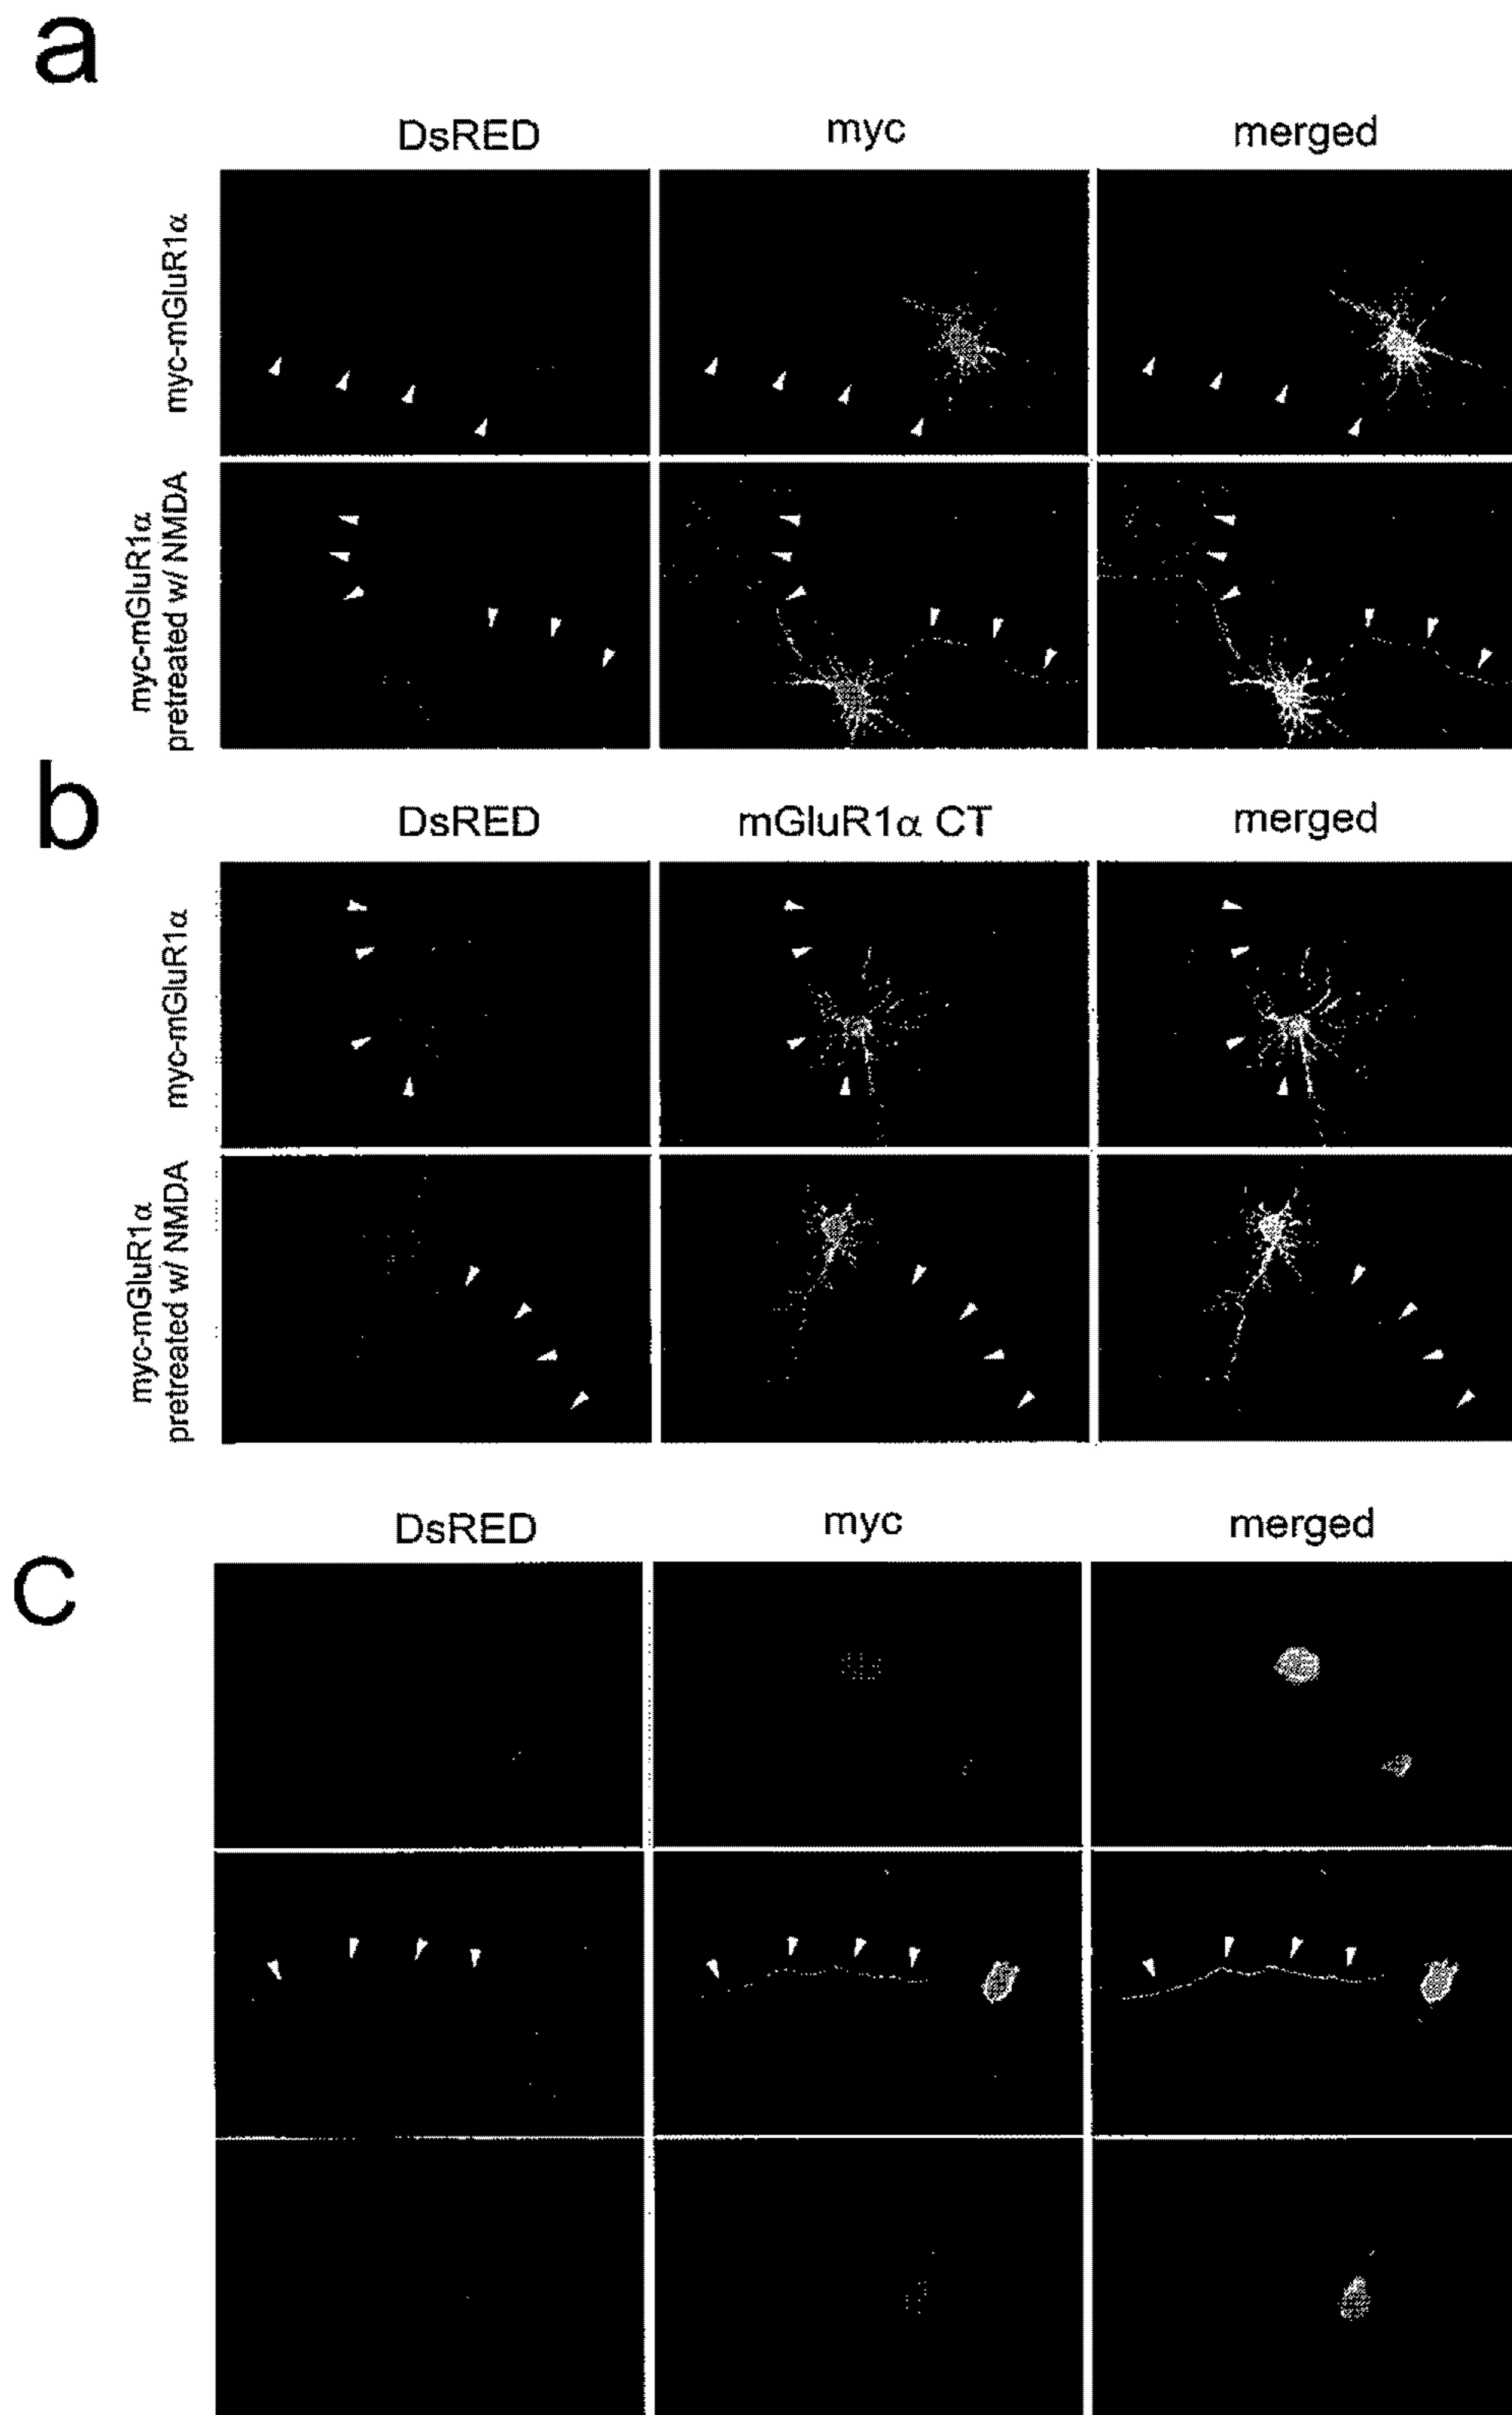 a
DsRED myc merged
myc-mGluR1α
myc-mGluR1α
pretreated w/ NMDA
b
DsRED mGluR1α CT merged
myc-mGluR1α
myc-mGluR1α
pretreated w/ NMDA
c
DsRED myc merged